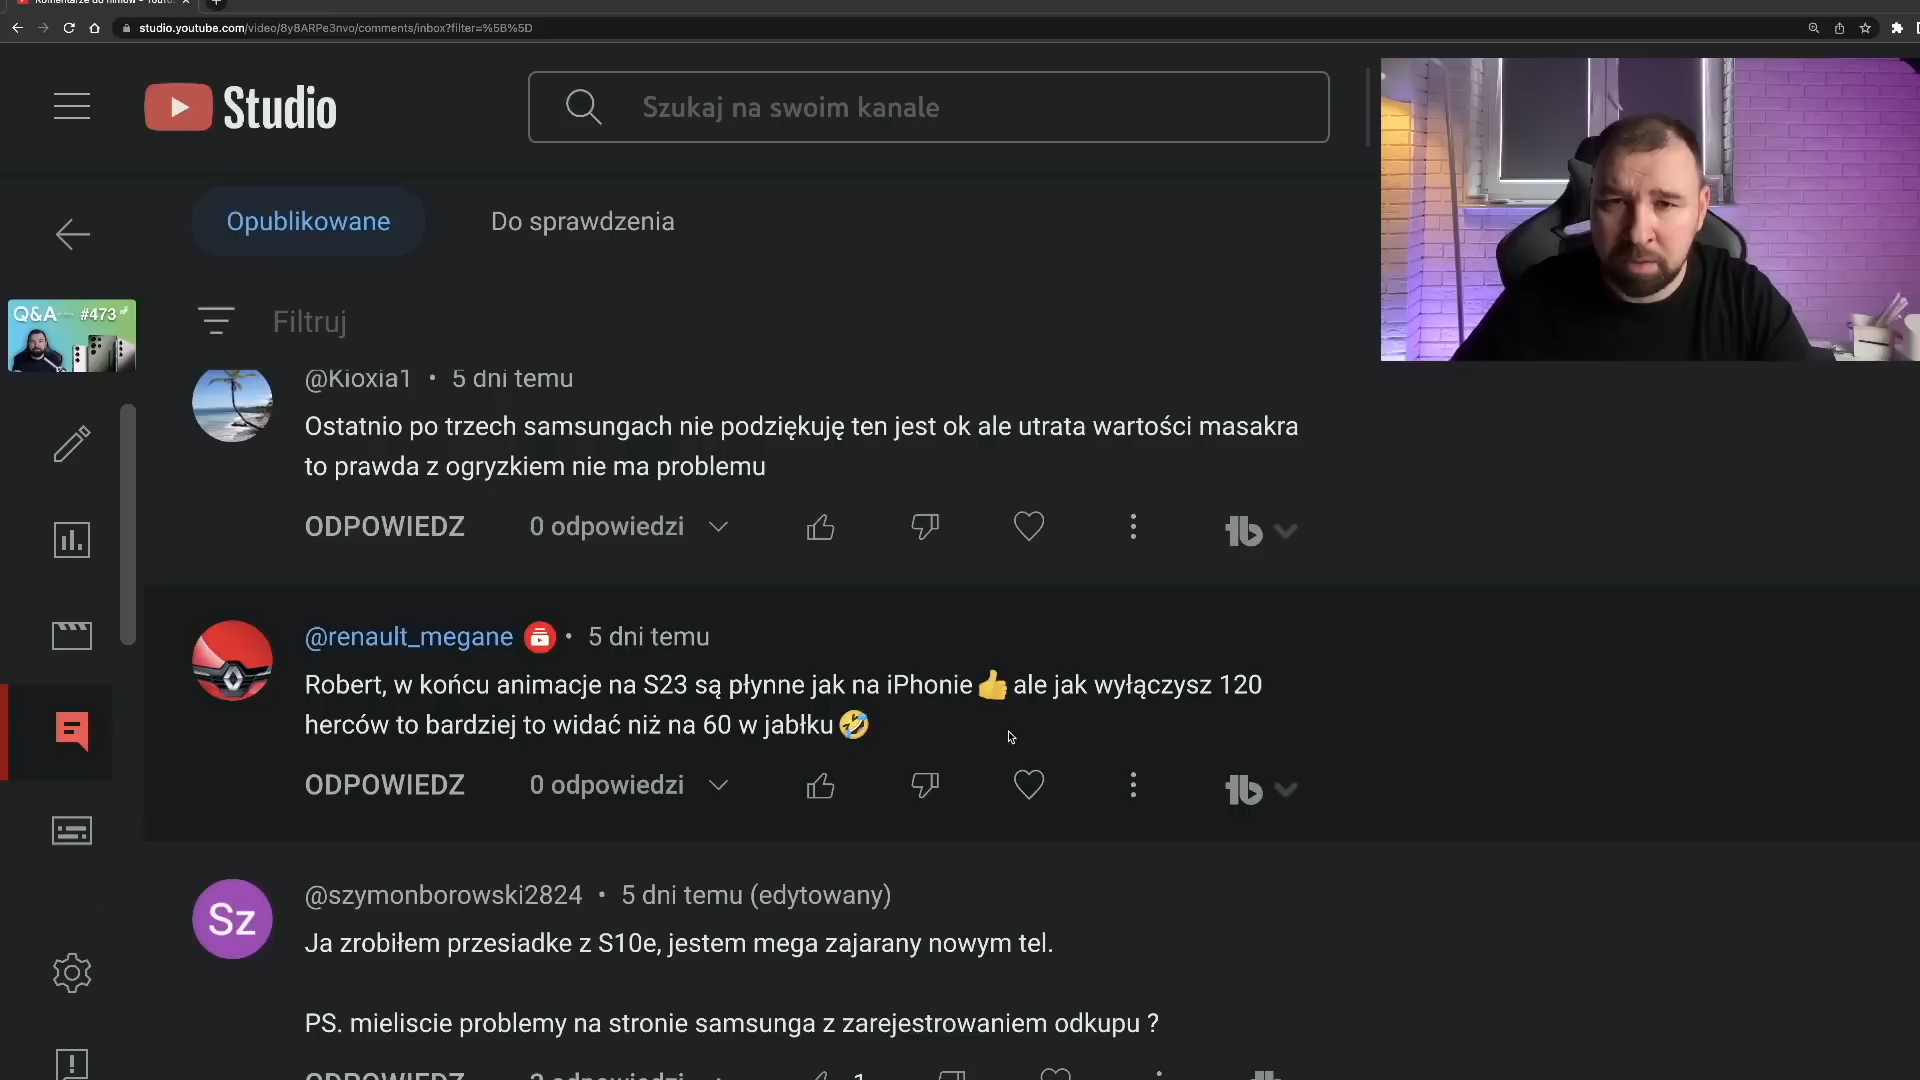 studio.youtube.com/video/8y8ARPe3nvo/comments/inbox?filter=%5B%5D
Studio
Szukaj na swoim kanale
Opublikowane
Do sprawdzenia
Q&A #473
Filtruj
@Kioxia1 • 5 dni temu
Ostatnio po trzech samsungach nie podziękuję ten jest ok ale utrata wartości masakra
to prawda z ogryzkiem nie ma problemu
ODPOWIEDZ 0 odpowiedzi
@renault_megane • 5 dni temu
Robert, w końcu animacje na S23 są płynne jak na iPhonie 👍 ale jak wyłączysz 120
herców to bardziej to widać niż na 60 w jabłku 🤣
ODPOWIEDZ 0 odpowiedzi
Sz
@szymonborowski2824 • 5 dni temu (edytowany)
Ja zrobiłem przesiadke z S10e, jestem mega zajarany nowym tel.
PS. mieliscie problemy na stronie samsunga z zarejestrowaniem odkupu ?
ODPOWIEDZ odpowiedzi 1